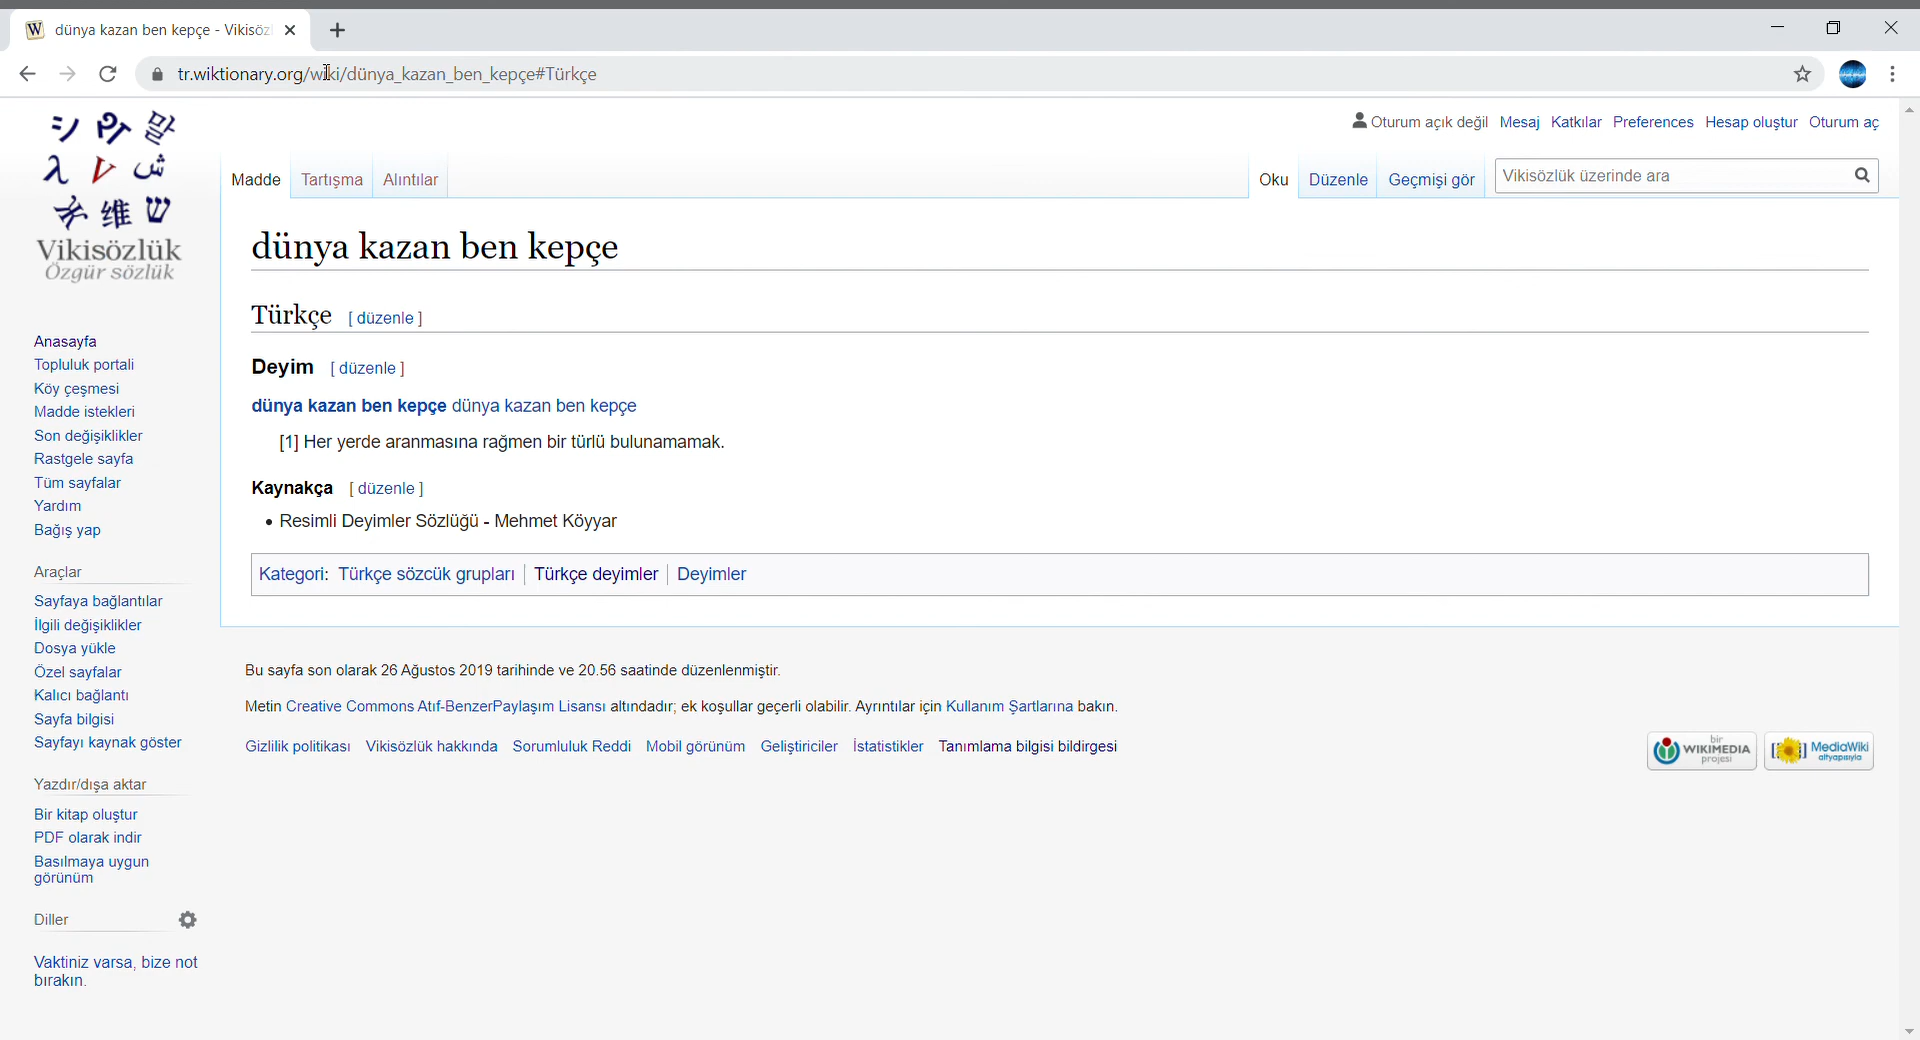 dünya kazan ben kepçe - Vikisöz
tr.wiktionary.org/wiki/dünya_kazan_ben_kepçe#Türkçe
Oturum açık değil Mesaj Katkılar Preferences Hesap oluştur Oturum aç
Madde Tartışma Alıntılar Oku Düzenle Geçmişi gör Vikisözlük üzerinde ara
シ 말
λ V ش
维 ש
Vikisözlük
Özgür sözlük
dünya kazan ben kepçe
Türkçe [ düzenle ]
Deyim [ düzenle ]
dünya kazan ben kepçe dünya kazan ben kepçe
[1] Her yerde aranmasına rağmen bir türlü bulunamamak.
Kaynakça [ düzenle ]
• Resimli Deyimler Sözlüğü - Mehmet Köyyar
Kategori: Türkçe sözcük grupları Türkçe deyimler Deyimler
Bu sayfa son olarak 26 Ağustos 2019 tarihinde ve 20.56 saatinde düzenlenmiştir.
Metin Creative Commons Atıf-BenzerPaylaşım Lisansı altındadır; ek koşullar geçerli olabilir. Ayrıntılar için Kullanım Şartlarına bakın.
Gizlilik politikası Vikisözlük hakkında Sorumluluk Reddi Mobil görünüm Geliştiriciler İstatistikler Tanımlama bilgisi bildirgesi
bir
WIKIMEDIA
projesi
MediaWiki
altyapısıyla
Anasayfa
Topluluk portali
Köy çeşmesi
Madde istekleri
Son değişiklikler
Rastgele sayfa
Tüm sayfalar
Yardım
Bağış yap
Araçlar
Sayfaya bağlantılar
İlgili değişiklikler
Dosya yükle
Özel sayfalar
Kalıcı bağlantı
Sayfa bilgisi
Sayfayı kaynak göster
Yazdır/dışa aktar
Bir kitap oluştur
PDF olarak indir
Basılmaya uygun
görünüm
Diller
Vaktiniz varsa, bize not
bırakın.